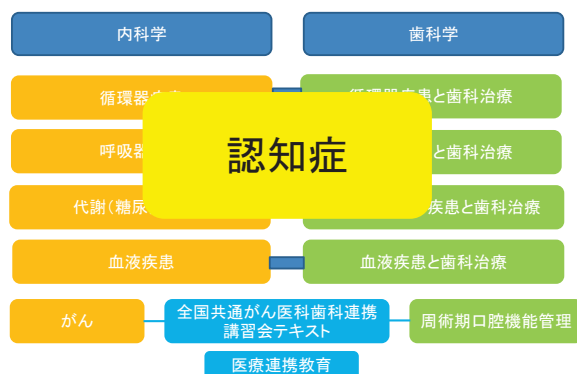 内科学
歯科学
循環器
循環器疾患と歯科治療
認知症
呼吸器
と歯科治療
代謝(糖尿
疾患と歯科治療
血液疾患
血液疾患と歯科治療
がん
全国共通がん医科歯科連携
講習会テキスト
周術期口腔機能管理
医療連携教育